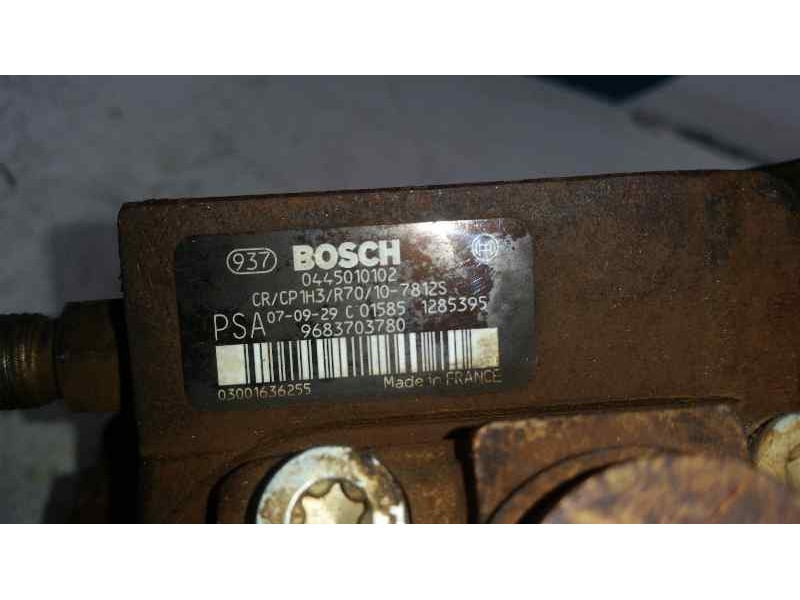 937 BOSCH
0445010102
CR/CP1H3/R70/10-7812S
PSA 07-09-29 C 01585 1285395
9683703780
03001636255 Made in FRANCE